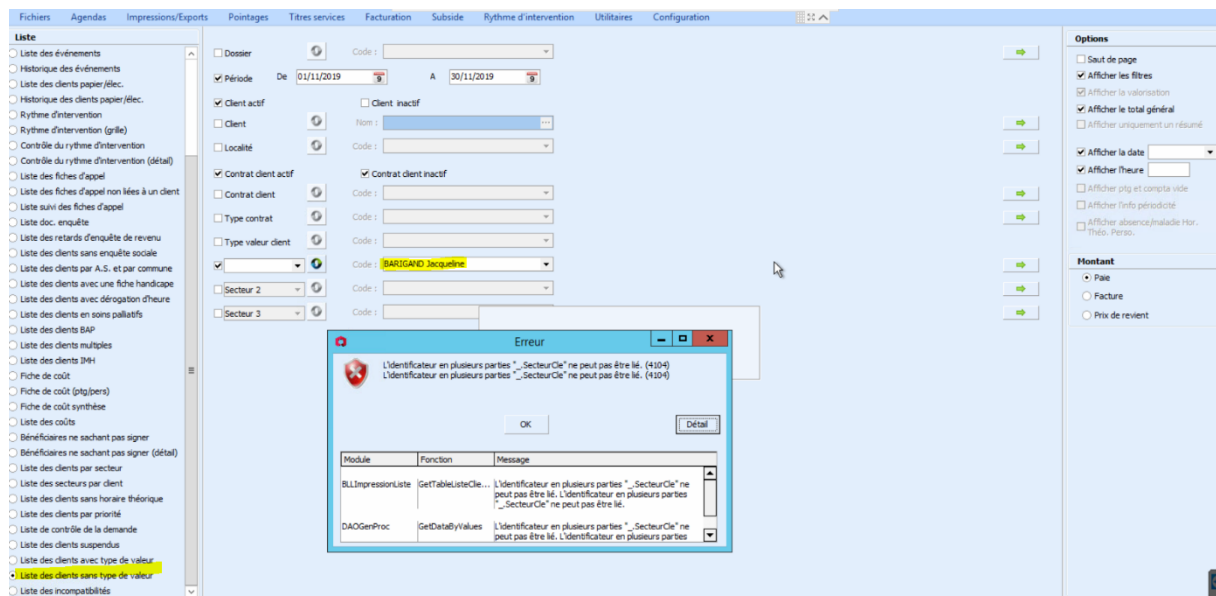 Fichiers Agendas Impressions/Exports Pointages Titres services Facturation Subside Rythme d'intervention Utilitaires Configuration
Liste
Liste des événements
Historique des événements
Liste des clients papier/élec.
Historique des clients papier/élec.
Rythme d'intervention
Rythme d'intervention (grille)
Contrôle du rythme d'intervention
Contrôle du rythme d'intervention (détail)
Liste des fiches d'appel
Liste des fiches d'appel non liées à un client
Liste suivi des fiches d'appel
Liste doc. enquête
Liste des retards d'enquête de revenu
Liste des clients sans enquête sociale
Liste des clients par A.S. et par commune
Liste des clients avec une fiche handicape
Liste des clients avec dérogation d'heure
Liste des clients en soins palliatifs
Liste des clients BAP
Liste des clients multiples
Liste des clients IMH
Fiche de coût
Fiche de coût (ptg/pers)
Fiche de coût synthèse
Liste des coûts
Bénéficiaires ne sachant pas signer
Bénéficiaires ne sachant pas signer (détail)
Liste des clients par secteur
Liste des secteurs par client
Liste des clients sans horaire théorique
Liste des clients par priorité
Liste de contrôle de la demande
Liste des clients suspendus
Liste des clients avec type de valeur
Liste des clients sans type de valeur
Liste des incompatibilités
Dossier Code :
Période De 01/11/2019 9 A 30/11/2019 9
Client actif Client inactif
Client Nom : ...
Localité Code :
Contrat client actif Contrat client inactif
Contrat client Code :
Type contrat Code :
Type valeur client Code :
Code : BARIGAND Jacqueline
Secteur 2 Code :
Secteur 3 Code :
Erreur
L'identificateur en plusieurs parties "_.SecteurCle" ne peut pas être lié. (4104)
L'identificateur en plusieurs parties "_.SecteurCle" ne peut pas être lié. (4104)
OK Détail
Module Fonction Message
BLLImpressionListe GetTableListeClie... L'identificateur en plusieurs parties "_.SecteurCle" ne
peut pas être lié. L'identificateur en plusieurs parties
"_.SecteurCle" ne peut pas être lié.
DAOGenProc GetDataByValues L'identificateur en plusieurs parties "_.SecteurCle" ne
peut pas être lié. L'identificateur en plusieurs parties
Options
Saut de page
Afficher les filtres
Afficher la valorisation
Afficher le total général
Afficher uniquement un résumé
Afficher la date
Afficher l'heure
Afficher ptg et compta vide
Afficher l'info périodicité
Afficher absence/maladie Hor.
Théo. Perso.
Montant
Paie
Facture
Prix de revient